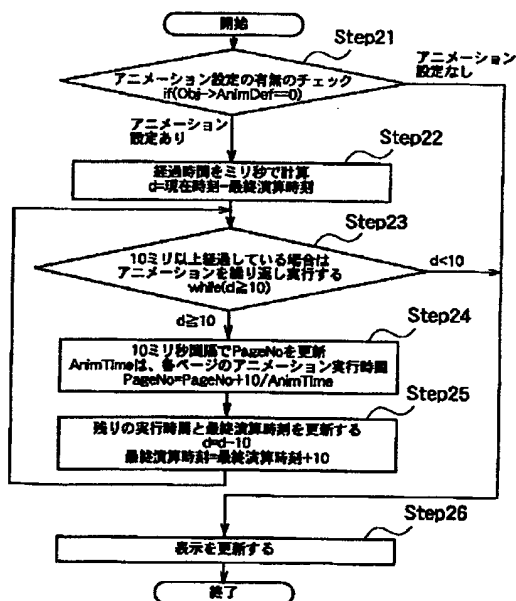 開始
Step21
アニメーション設定の有無のチェック
if(Obj->AnimDef==0)
アニメーション
設定なし
アニメーション
設定あり
Step22
経過時間をミリ秒で計算
d=現在時刻-最終演算時刻
Step23
10ミリ以上経過している場合は
アニメーションを繰り返し実行する
while(d≧10)
d<10
d≧10
Step24
10ミリ秒間隔でPageNoを更新
AnimTimeは、各ページのアニメーション実行時間
PageNo=PageNo+10/AnimTime
Step25
残りの実行時間と最終演算時刻を更新する
d=d-10
最終演算時刻=最終演算時刻+10
Step26
表示を更新する
終了